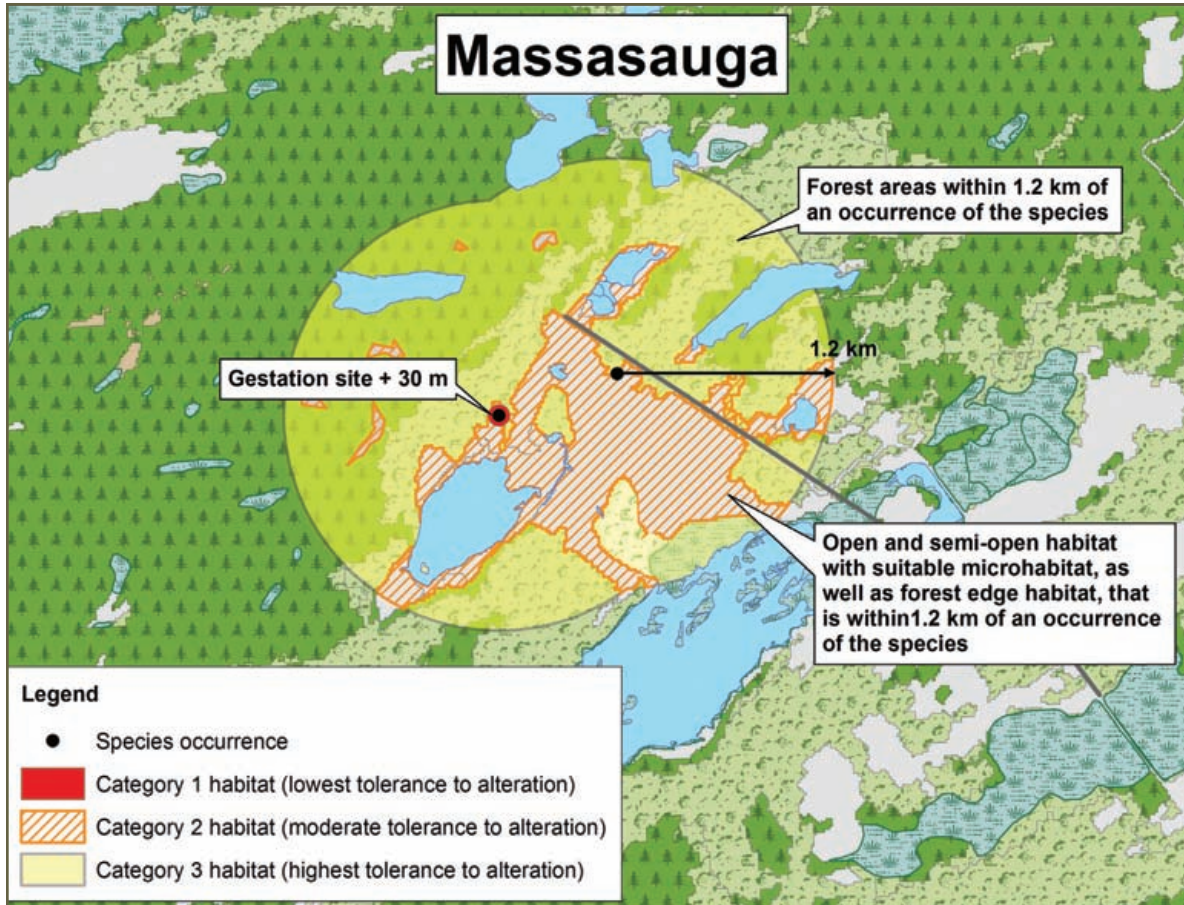 Massasauga
Forest areas within 1.2 km of
an occurrence of the species
1.2 km
Gestation site + 30 m
Open and semi-open habitat
with suitable microhabitat, as
well as forest edge habitat, that
is within1.2 km of an occurrence
of the species
Legend
Species occurrence
Category 1 habitat (lowest tolerance to alteration)
Category 2 habitat (moderate tolerance to alteration)
Category 3 habitat (highest tolerance to alteration)